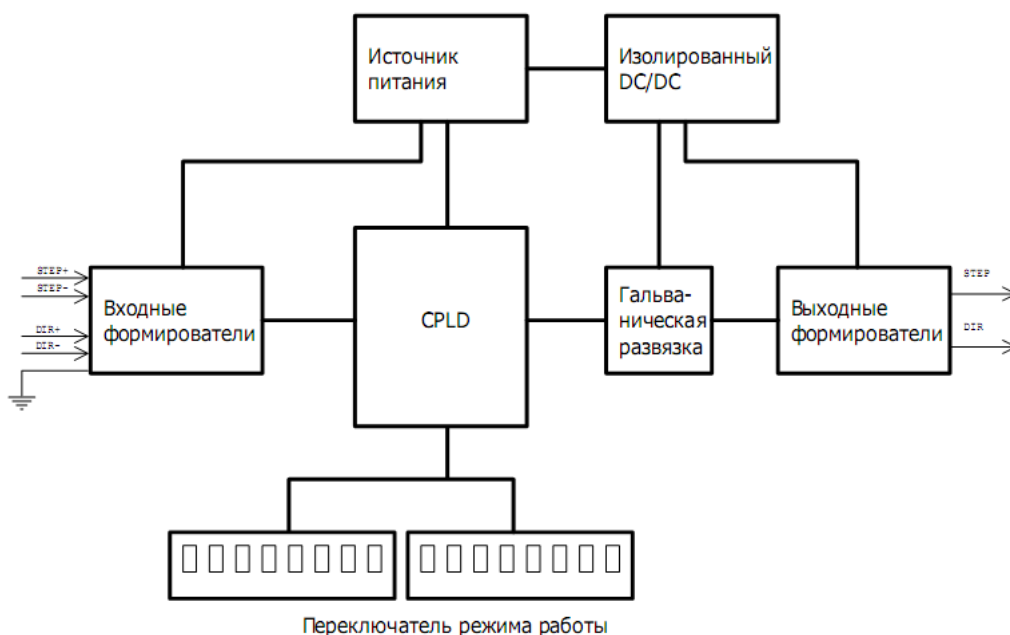 Источник
питания
Изолированный
DC/DC
STEP+
STEP-
DIR+
DIR-
Входные
формирователи
CPLD
Гальва-
ническая
развязка
Выходные
формирователи
STEP
DIR
Переключатель режима работы